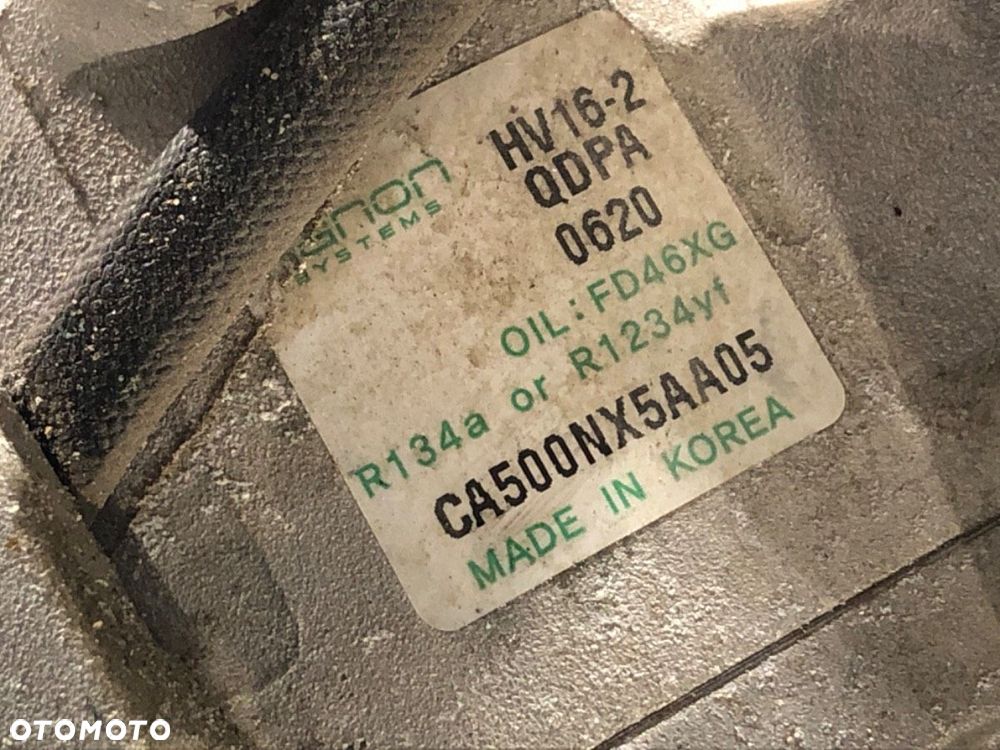 HV16-2
QDPA
0620
SYSTEMS
OIL:FD46XG
R134a or R1234yf
CA500NX5AA05
MADE IN KOREA
OTOMOTO